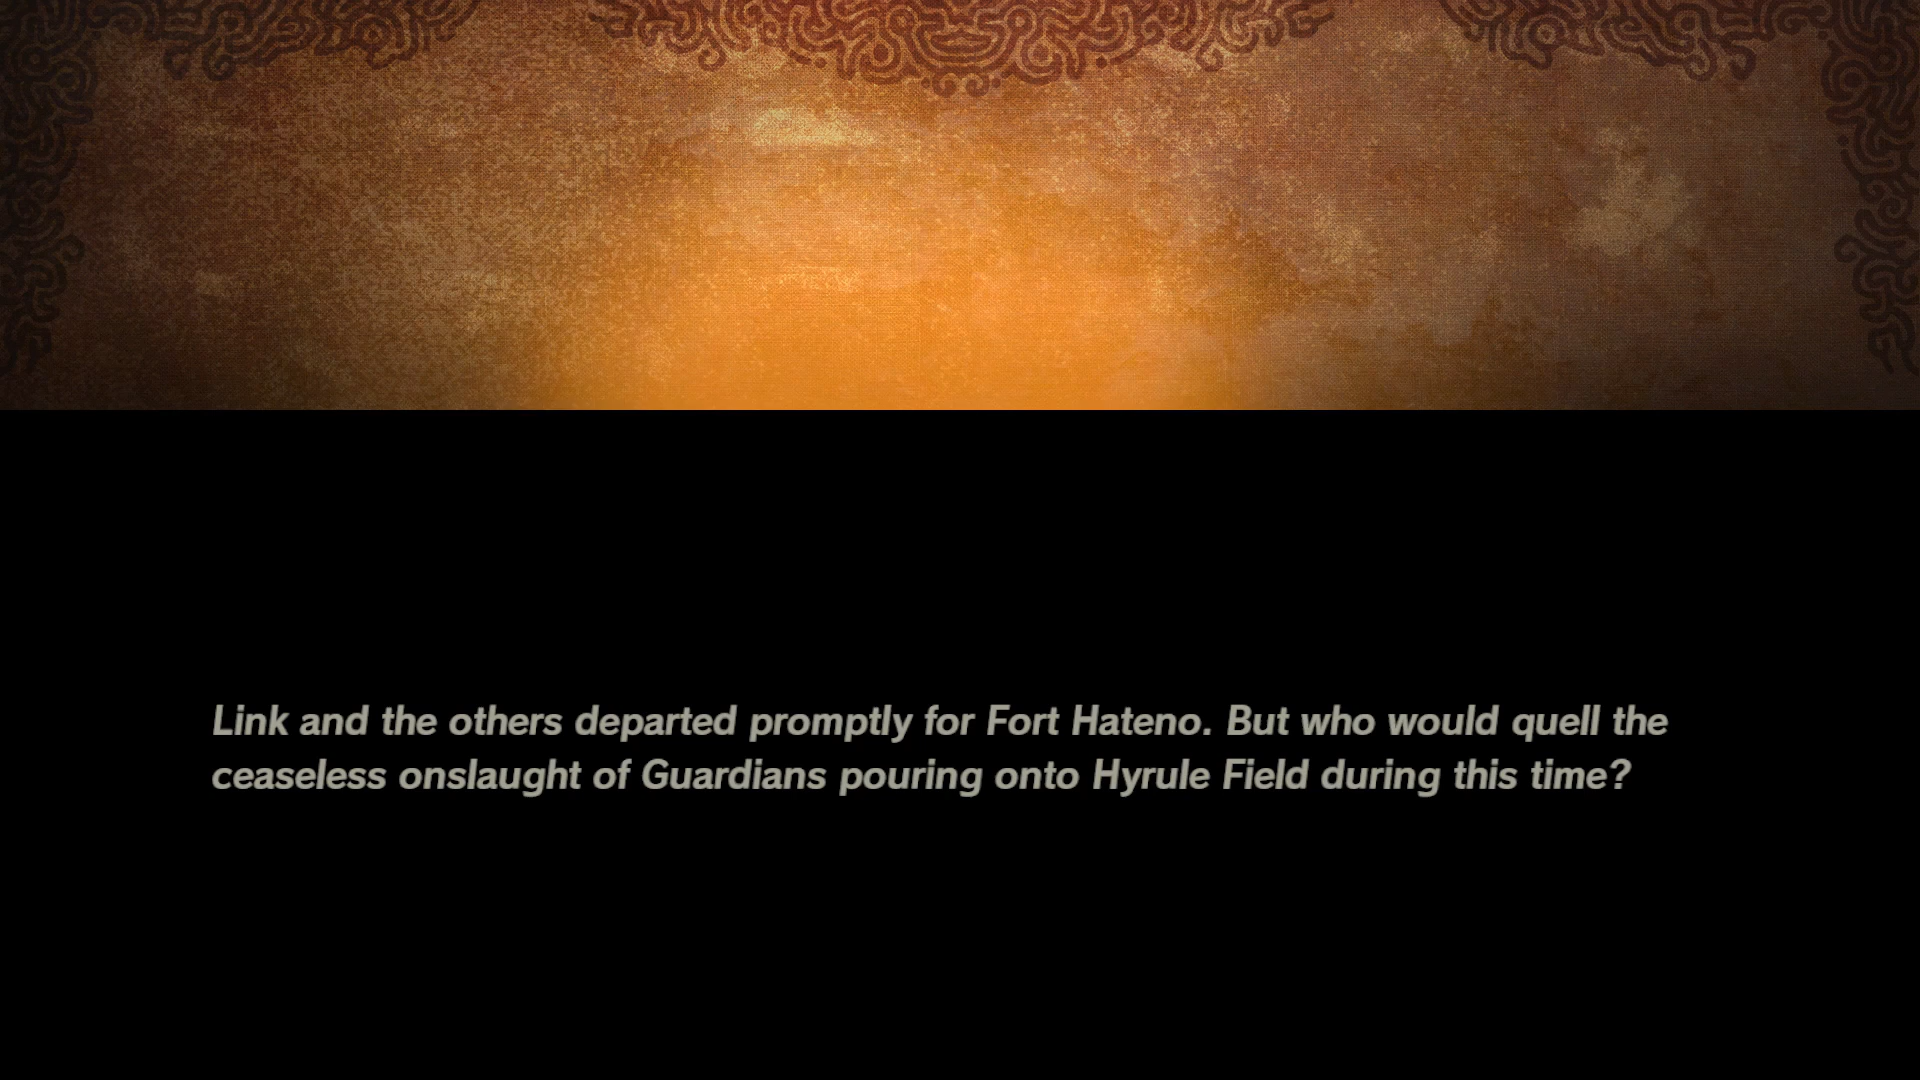 Link and the others departed promptly for Fort Hateno. But who would quell the
ceaseless onslaught of Guardians pouring onto Hyrule Field during this time?